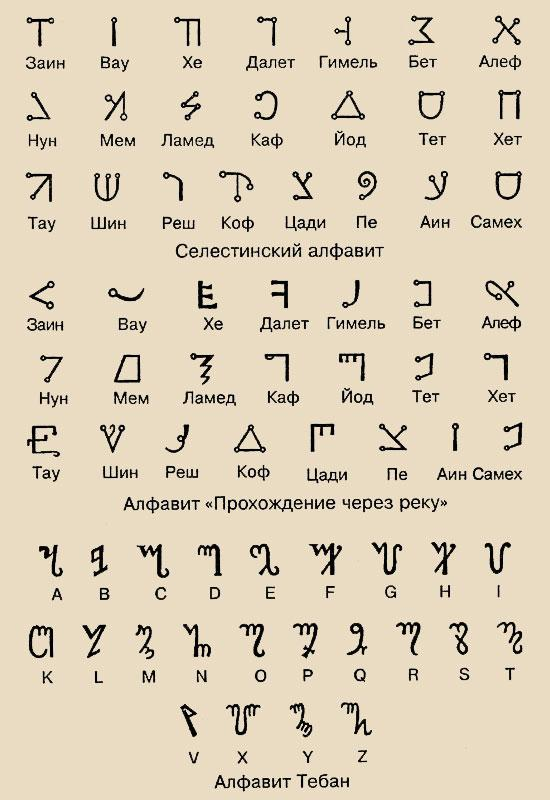 Заин Вау Хе Далет Гимель Бет Алеф
Нун Мем Ламед Каф Йод Тет Хет
Тау Шин Реш Коф Цади Пе Аин Самех
Селестинский алфавит
Заин Вау Хе Далет Гимель Бет Алеф
Нун Мем Ламед Каф Йод Тет Хет
Тау Шин Реш Коф Цади Пе Аин Самех
Алфавит «Прохождение через реку»
A B C D E F G H I
K L M N O P Q R S T
V X Y Z
Алфавит Тебан